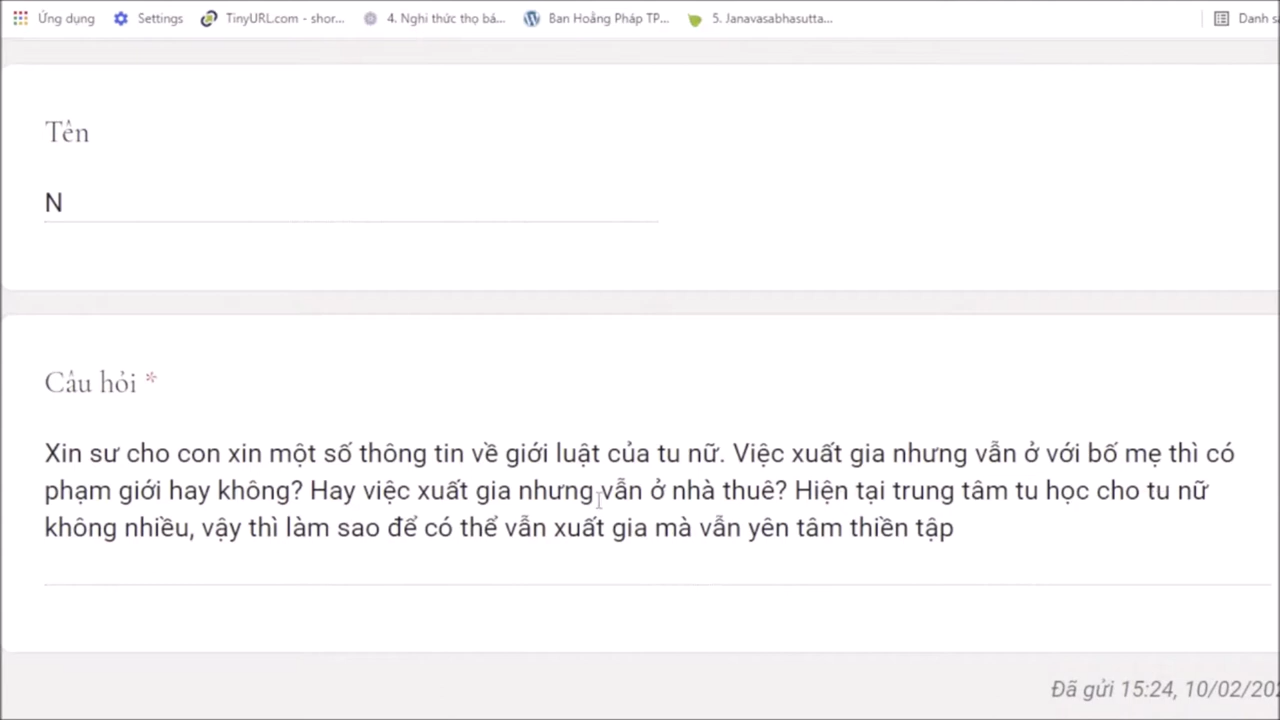 Ứng dụng Settings TinyURL.com - shor... 4. Nghi thức thọ bá... Ban Hoằng Pháp TP... 5. Janavasabhasutta... Danh s
Tên
N
Câu hỏi *
Xin sư cho con xin một số thông tin về giới luật của tu nữ. Việc xuất gia nhưng vẫn ở với bố mẹ thì có
phạm giới hay không? Hay việc xuất gia nhưng vẫn ở nhà thuê? Hiện tại trung tâm tu học cho tu nữ
không nhiều, vậy thì làm sao để có thể vẫn xuất gia mà vẫn yên tâm thiền tập
Đã gửi 15:24, 10/02/202